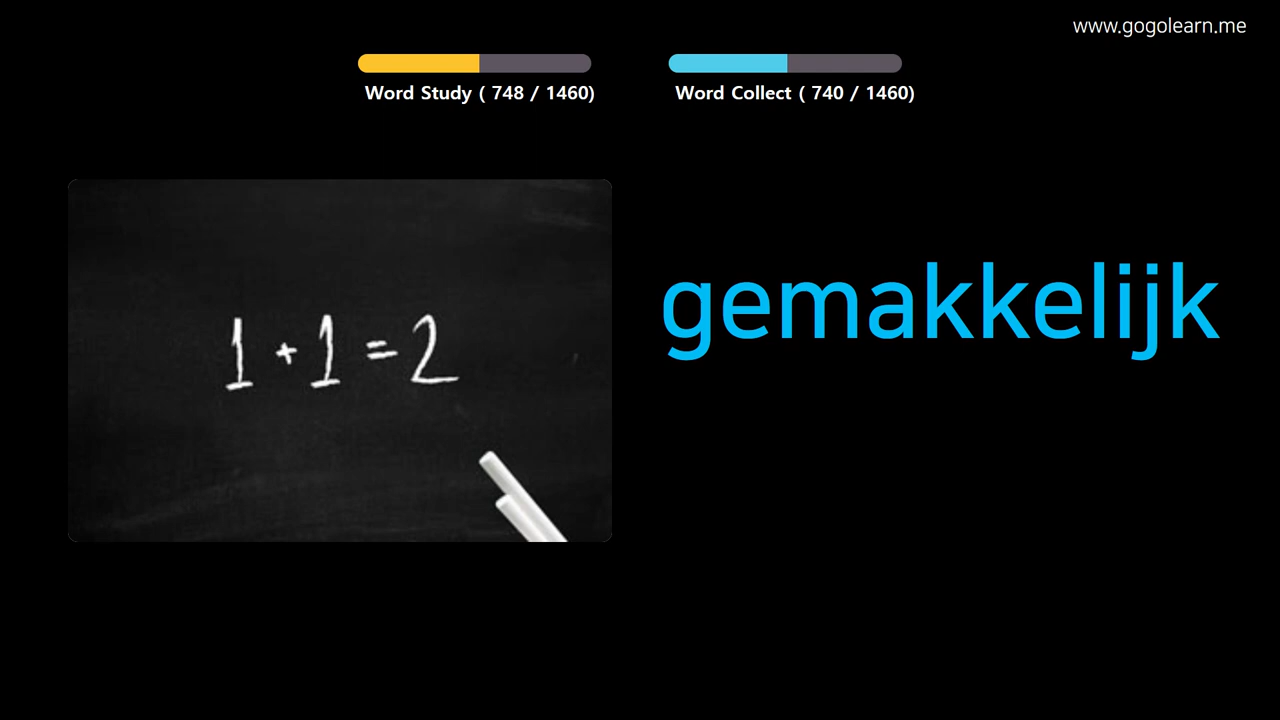 www.gogolearn.me
Word Study ( 748 / 1460)
Word Collect ( 740 / 1460)
1 + 1 = 2
gemakkelijk